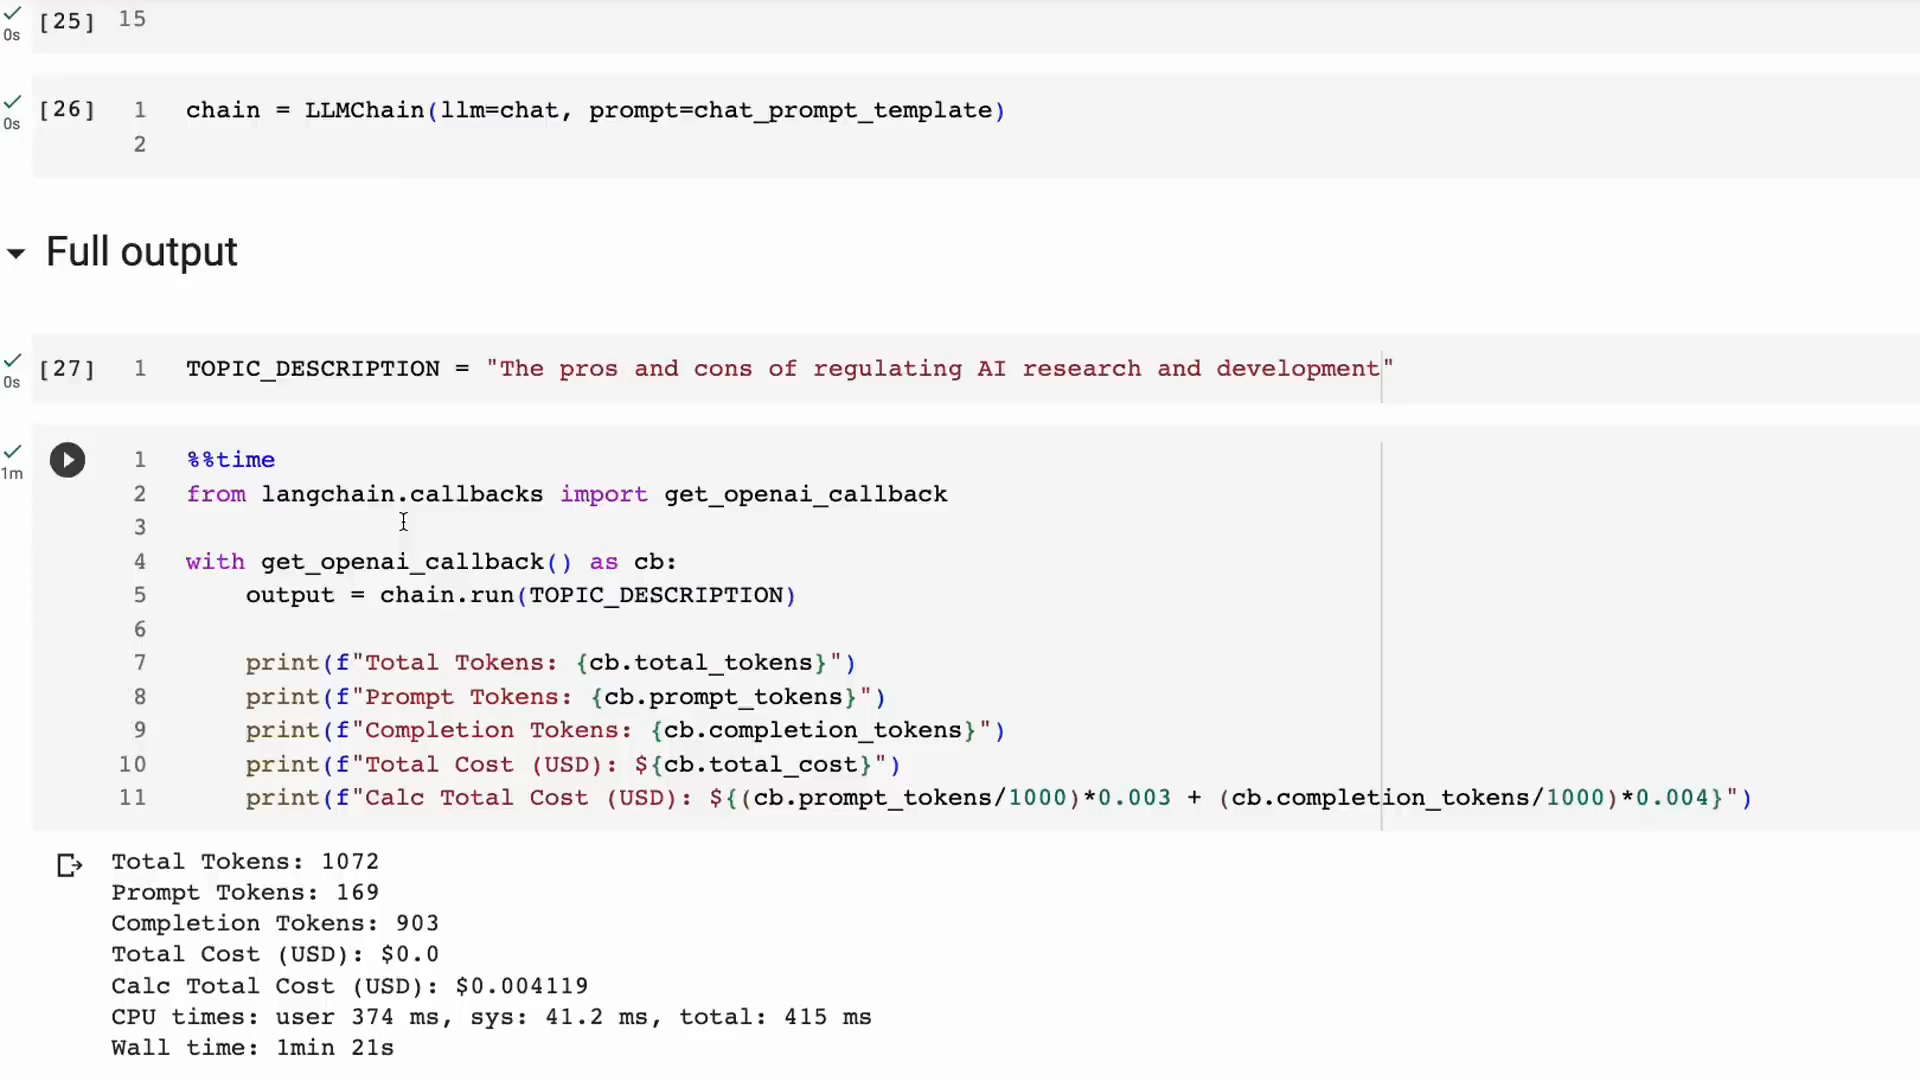 [25] 15
0s
[26] 1 chain = LLMChain(llm=chat, prompt=chat_prompt_template)
0s
2
Full output
[27] 1 TOPIC_DESCRIPTION = "The pros and cons of regulating AI research and development"
0s
1 %%time
1m
2 from langchain.callbacks import get_openai_callback
3
4 with get_openai_callback() as cb:
5 output = chain.run(TOPIC_DESCRIPTION)
6
7 print(f"Total Tokens: {cb.total_tokens}")
8 print(f"Prompt Tokens: {cb.prompt_tokens}")
9 print(f"Completion Tokens: {cb.completion_tokens}")
10 print(f"Total Cost (USD): ${cb.total_cost}")
11 print(f"Calc Total Cost (USD): ${(cb.prompt_tokens/1000)*0.003 + (cb.completion_tokens/1000)*0.004}")
Total Tokens: 1072
Prompt Tokens: 169
Completion Tokens: 903
Total Cost (USD): $0.0
Calc Total Cost (USD): $0.004119
CPU times: user 374 ms, sys: 41.2 ms, total: 415 ms
Wall time: 1min 21s